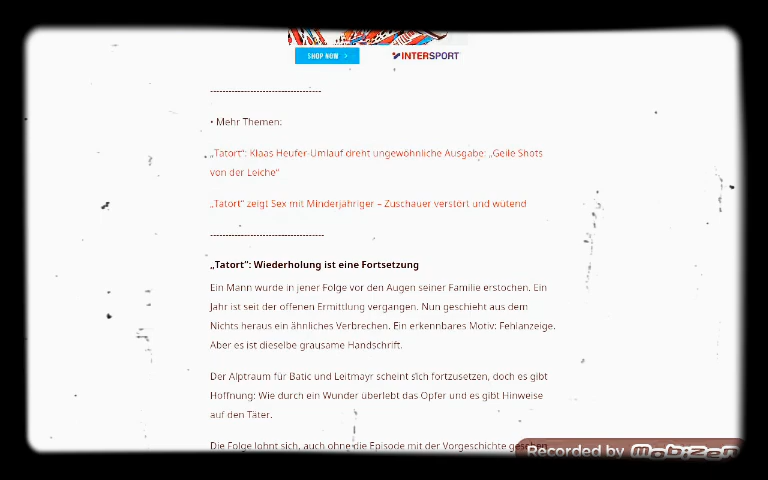 SHOP NOW >
INTERSPORT
------------------------------------
• Mehr Themen:
„Tatort“: Klaas Heufer-Umlauf dreht ungewöhnliche Ausgabe: „Geile Shots
von der Leiche“
„Tatort“ zeigt Sex mit Minderjähriger – Zuschauer verstört und wütend
-------------------------------------
„Tatort“: Wiederholung ist eine Fortsetzung
Ein Mann wurde in jener Folge vor den Augen seiner Familie erstochen. Ein
Jahr ist seit der offenen Ermittlung vergangen. Nun geschieht aus dem
Nichts heraus ein ähnliches Verbrechen. Ein erkennbares Motiv: Fehlanzeige.
Aber es ist dieselbe grausame Handschrift.
Der Alptraum für Batic und Leitmayr scheint sich fortzusetzen, doch es gibt
Hoffnung: Wie durch ein Wunder überlebt das Opfer und es gibt Hinweise
auf den Täter.
Die Folge lohnt sich, auch ohne die Episode mit der Vorgeschichte gesehen
Recorded by Mobizen